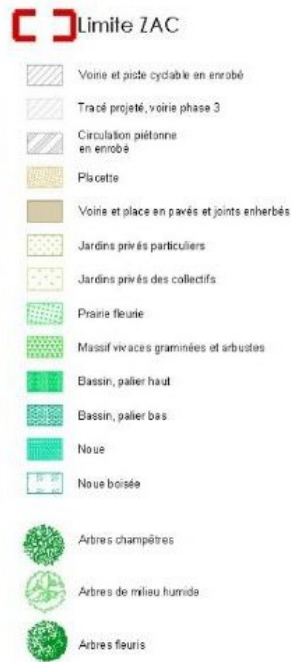 Limite ZAC
Voirie et piste cyclable en enrobé
Tracé projeté, voirie phase 3
Circulation piétonne
en enrobé
Placette
Voirie et place en pavés et joints enherbés
Jardins privés particuliers
Jardins privés des collectifs
Prairie fleurie
Massif vivaces graminées et arbustes
Bassin, palier haut
Bassin, palier bas
Noue
Noue boisée
Arbres champêtres
Arbres de milieu humide
Arbres fleuris